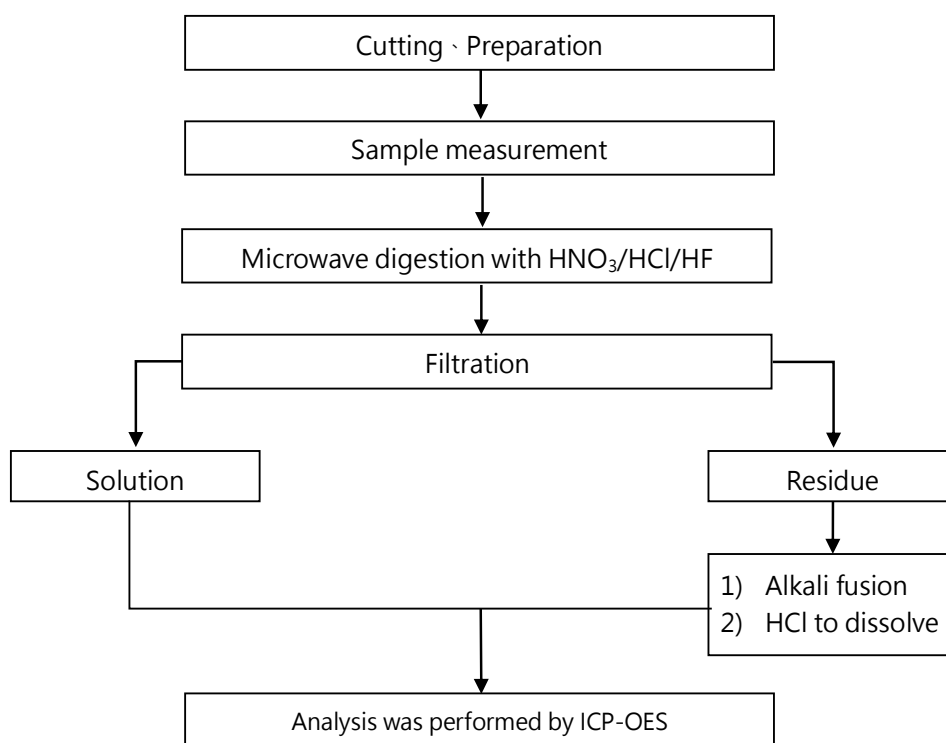 Cutting、Preparation
Sample measurement
Microwave digestion with HNO₃/HCl/HF
Filtration
Solution
Residue
1) Alkali fusion
2) HCl to dissolve
Analysis was performed by ICP-OES